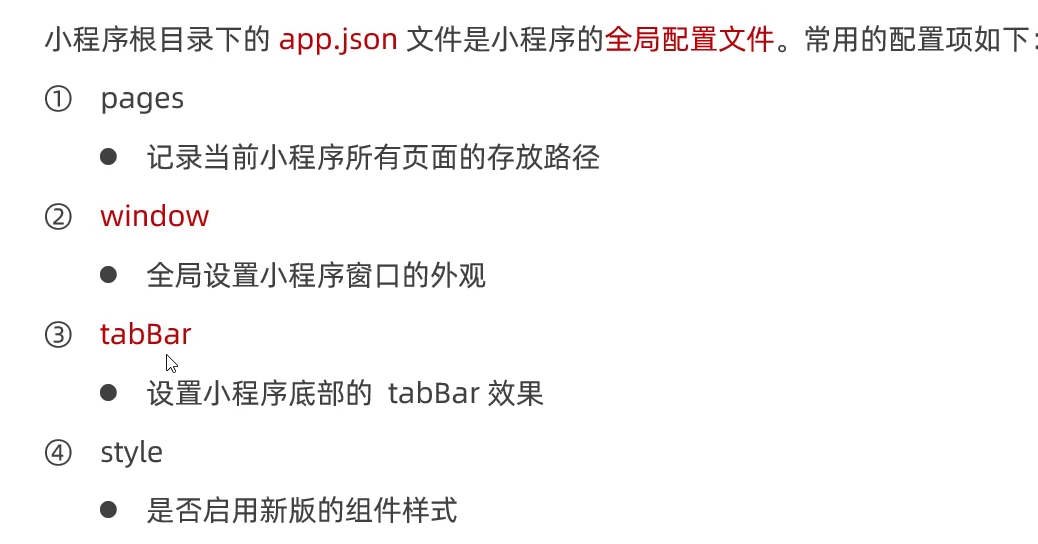 小程序根目录下的 app.json 文件是小程序的全局配置文件。常用的配置项如下：
① pages
● 记录当前小程序所有页面的存放路径
② window
● 全局设置小程序窗口的外观
③ tabBar
● 设置小程序底部的 tabBar 效果
④ style
● 是否启用新版的组件样式